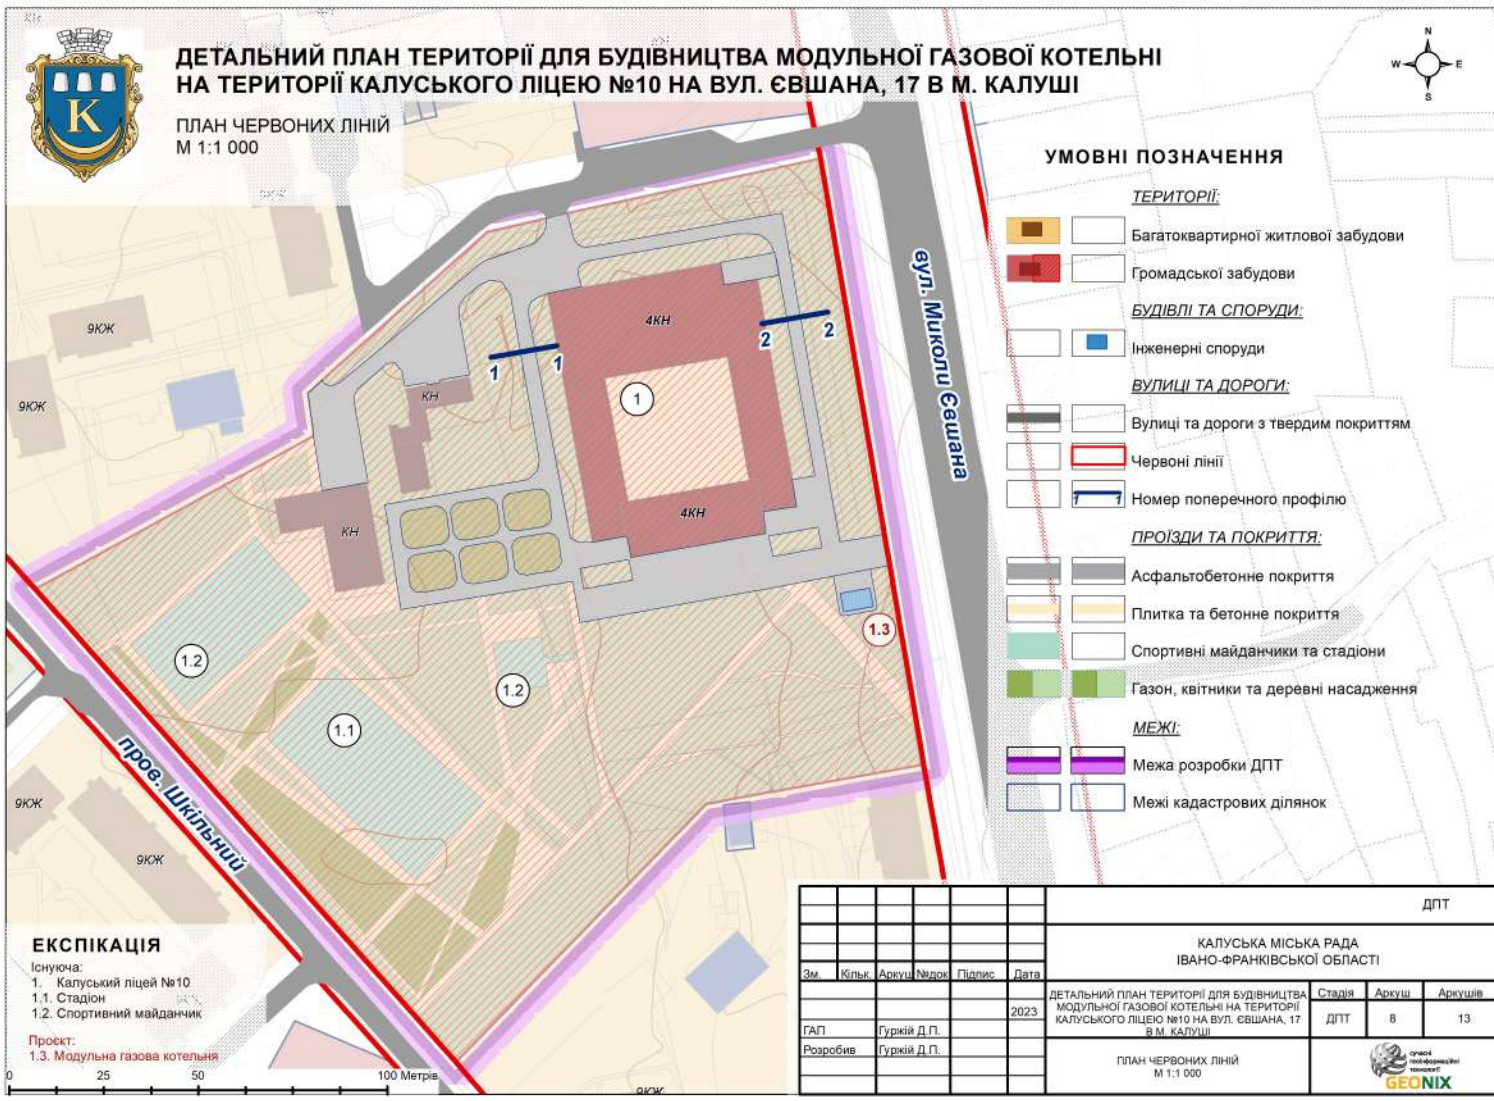 ДЕТАЛЬНИЙ ПЛАН ТЕРИТОРІЇ ДЛЯ БУДІВНИЦТВА МОДУЛЬНОЇ ГАЗОВОЇ КОТЕЛЬНІ
НА ТЕРИТОРІЇ КАЛУСЬКОГО ЛІЦЕЮ №10 НА ВУЛ. ЄВШАНА, 17 В М. КАЛУШІ
ПЛАН ЧЕРВОНИХ ЛІНІЙ
М 1:1 000
К
N
W E
S
УМОВНІ ПОЗНАЧЕННЯ
ТЕРИТОРІЇ:
Багатоквартирної житлової забудови
Громадської забудови
БУДІВЛІ ТА СПОРУДИ:
Інженерні споруди
ВУЛИЦІ ТА ДОРОГИ:
Вулиці та дороги з твердим покриттям
Червоні лінії
1 1 Номер поперечного профілю
ПРОЇЗДИ ТА ПОКРИТТЯ:
Асфальтобетонне покриття
Плитка та бетонне покриття
Спортивні майданчики та стадіони
Газон, квітники та деревні насадження
МЕЖІ:
Межа розробки ДПТ
Межі кадастрових ділянок
вул. Миколи Євшана
пров. Шкільний
9КЖ
9КЖ
4КН
1 1
2 2
1
КН
4КН
КН
1.3
1.2
1.2
1.1
9КЖ
9КЖ
9КЖ
ЕКСПІКАЦІЯ
Існуюча:
1. Калуський ліцей №10
1.1. Стадіон
1.2. Спортивний майданчик
Проєкт:
1.3. Модульна газова котельня
0 25 50 100 Метрів
ДПТ
КАЛУСЬКА МІСЬКА РАДА
ІВАНО-ФРАНКІВСЬКОЇ ОБЛАСТІ
Зм. Кільк. Аркуш №док Підпис Дата
2023
ГАП Гуржій Д.П.
Розробив Гуржій Д.П.
ДЕТАЛЬНИЙ ПЛАН ТЕРИТОРІЇ ДЛЯ БУДІВНИЦТВА
МОДУЛЬНОЇ ГАЗОВОЇ КОТЕЛЬНІ НА ТЕРИТОРІЇ
КАЛУСЬКОГО ЛІЦЕЮ №10 НА ВУЛ. ЄВШАНА, 17
В М. КАЛУШІ
Стадія Аркуш Аркушів
ДПТ 8 13
ПЛАН ЧЕРВОНИХ ЛІНІЙ
М 1:1 000
сучасні
геоінформаційні
технології
GEONIX